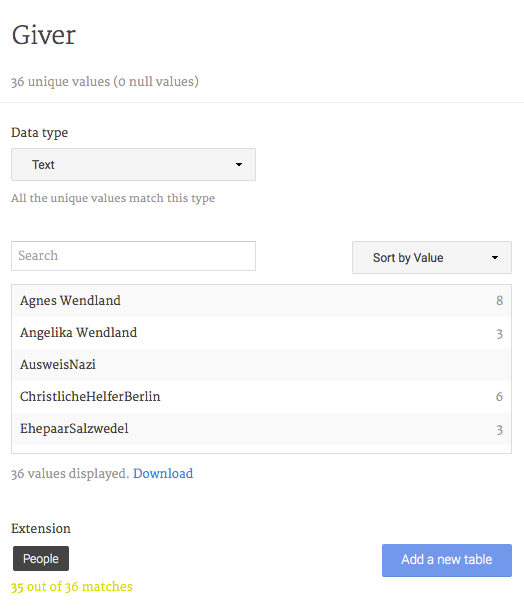 Giver
36 unique values (0 null values)
Data type
Text
All the unique values match this type
Search
Sort by Value
Agnes Wendland 8
Angelika Wendland 3
AusweisNazi
ChristlicheHelferBerlin 6
EhepaarSalzwedel 3
36 values displayed. Download
Extension
People
Add a new table
35 out of 36 matches